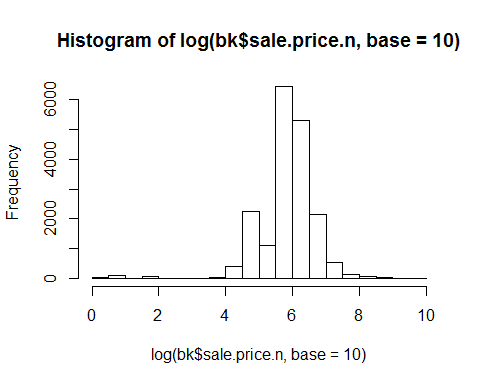 Histogram of log(bk$sale.price.n, base = 10)
Frequency
6000
4000
2000
0
0 2 4 6 8 10
log(bk$sale.price.n, base = 10)